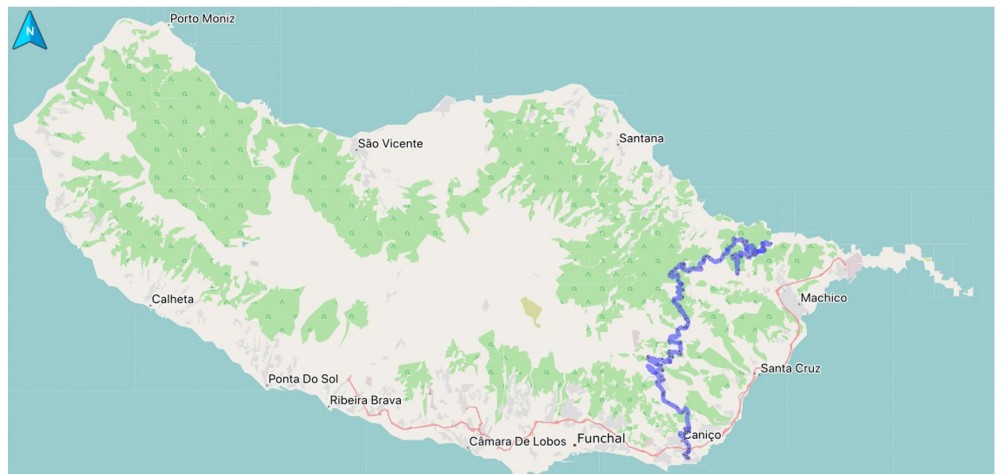 N
Porto Moniz
São Vicente
Santana
Calheta
Machico
Ponta Do Sol
Santa Cruz
Ribeira Brava
Câmara De Lobos
Funchal
Caniço